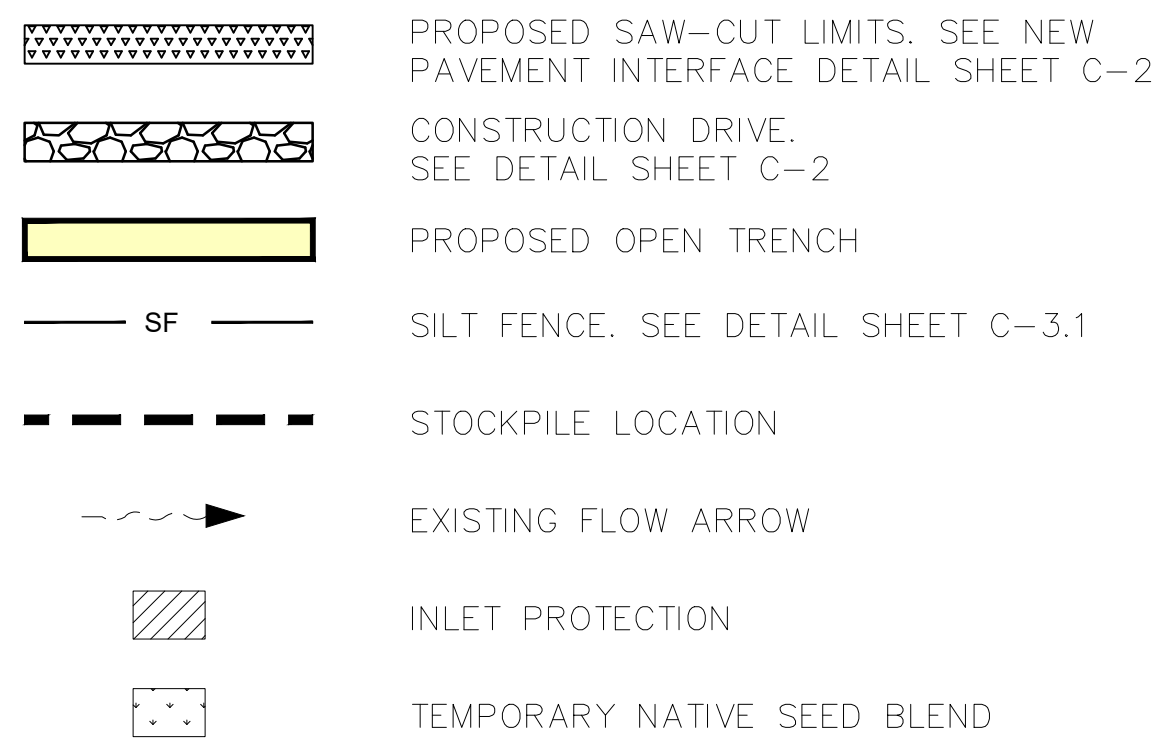 PROPOSED SAW-CUT LIMITS. SEE NEW
PAVEMENT INTERFACE DETAIL SHEET C-2
CONSTRUCTION DRIVE.
SEE DETAIL SHEET C-2
PROPOSED OPEN TRENCH
SF
SILT FENCE. SEE DETAIL SHEET C-3.1
STOCKPILE LOCATION
EXISTING FLOW ARROW
INLET PROTECTION
TEMPORARY NATIVE SEED BLEND